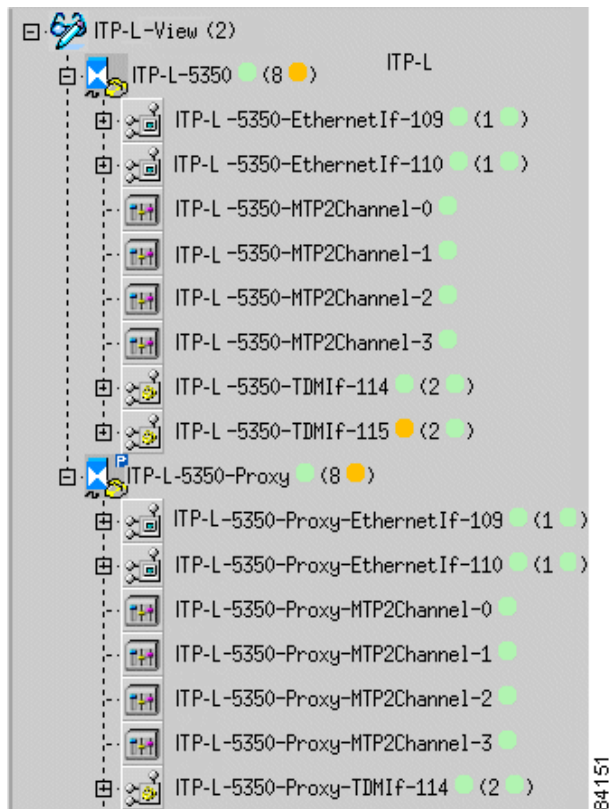 ITP-L-View (2)
ITP-L
ITP-L-5350 (8)
ITP-L -5350-EthernetIf-109 (1)
ITP-L -5350-EthernetIf-110 (1)
ITP-L -5350-MTP2Channel-0
ITP-L -5350-MTP2Channel-1
ITP-L -5350-MTP2Channel-2
ITP-L -5350-MTP2Channel-3
ITP-L -5350-TDMIf-114 (2)
ITP-L -5350-TDMIf-115 (2)
P
ITP-L-5350-Proxy (8)
ITP-L-5350-Proxy-EthernetIf-109 (1)
ITP-L-5350-Proxy-EthernetIf-110 (1)
ITP-L-5350-Proxy-MTP2Channel-0
ITP-L-5350-Proxy-MTP2Channel-1
ITP-L-5350-Proxy-MTP2Channel-2
ITP-L-5350-Proxy-MTP2Channel-3
ITP-L-5350-Proxy-TDMIf-114 (2)
84151